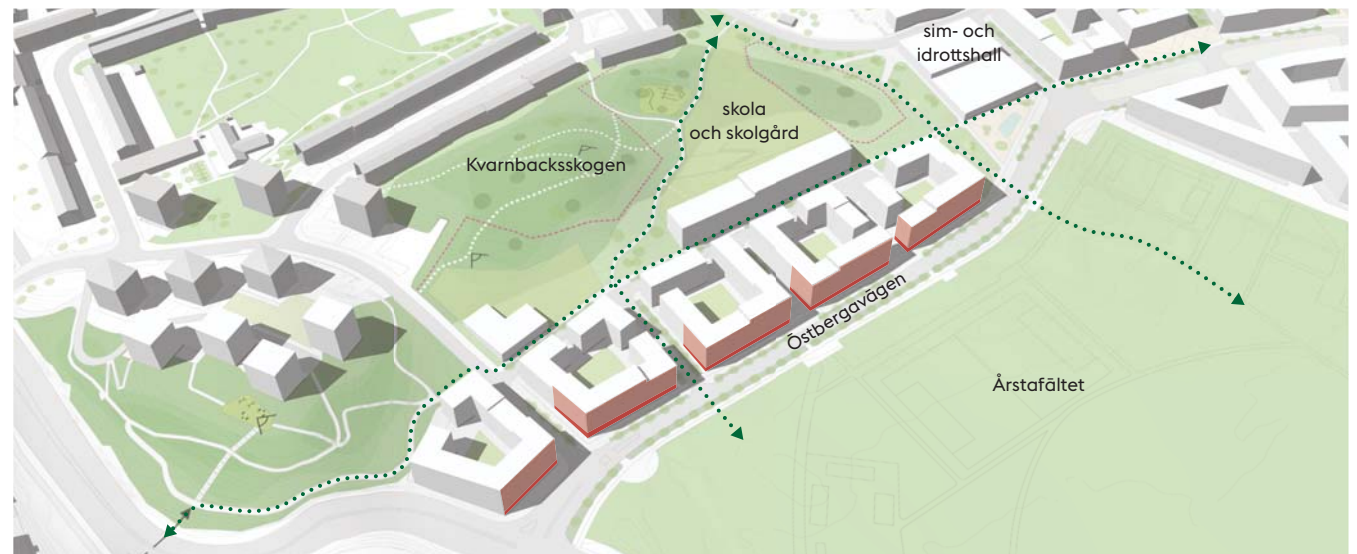 sim- och
idrottshall
skola
och skolgård
Kvarnbacksskogen
Östbergavägen
Årstafältet